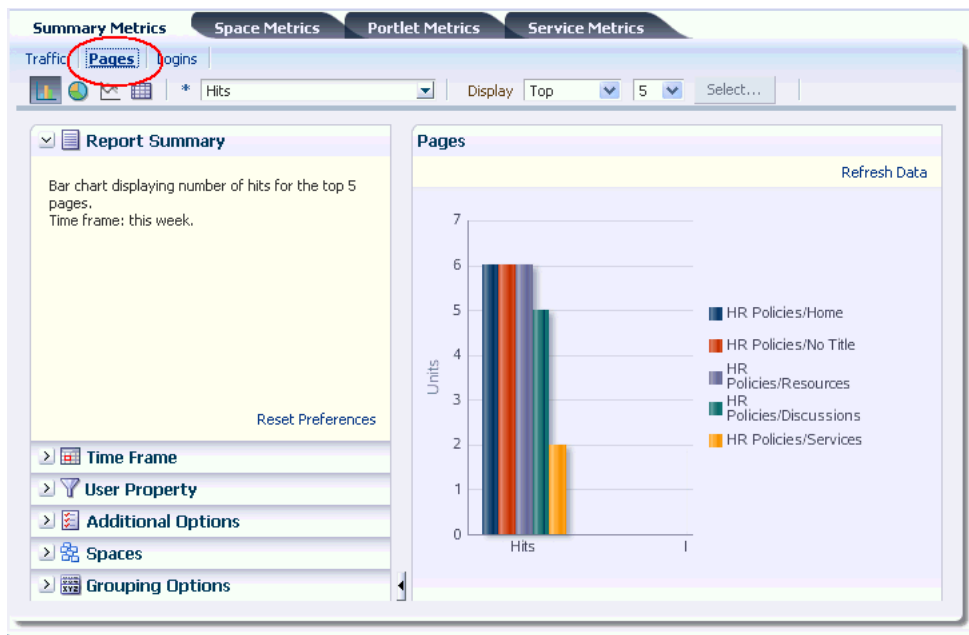 Summary Metrics Space Metrics Portlet Metrics Service Metrics
Traffic Pages Logins
* Hits Display Top 5 Select...
Report Summary
Bar chart displaying number of hits for the top 5
pages.
Time frame: this week.
Reset Preferences
Time Frame
User Property
Additional Options
Spaces
Grouping Options
Pages
Refresh Data
7
6
5
4
3
2
1
0
Units
Hits
HR Policies/Home
HR Policies/No Title
HR
Policies/Resources
HR
Policies/Discussions
HR Policies/Services